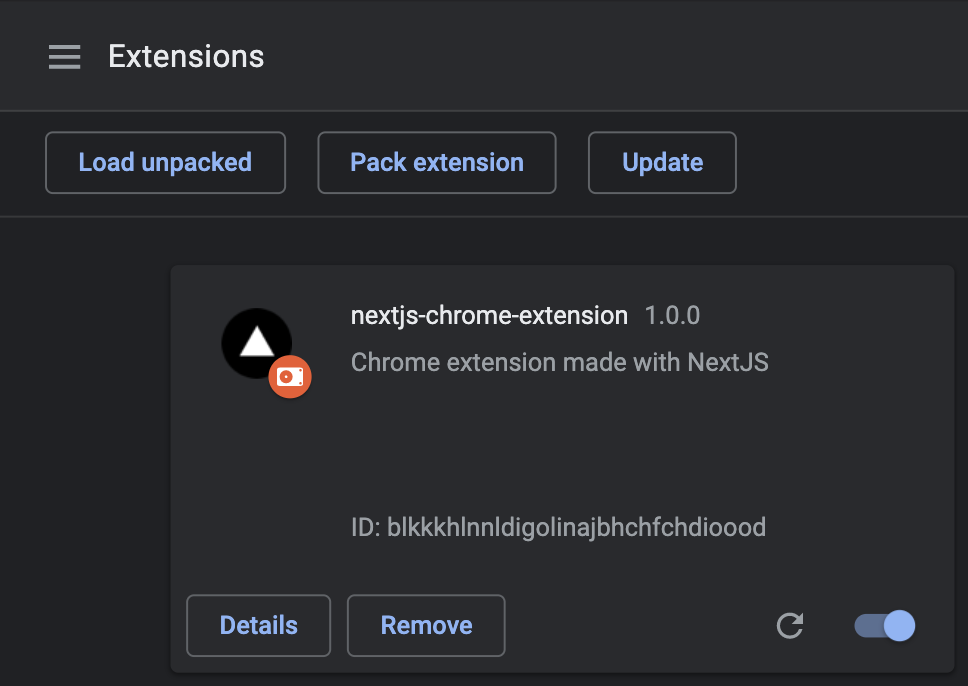 Extensions
Load unpacked
Pack extension
Update
nextjs-chrome-extension 1.0.0
Chrome extension made with NextJS
ID: blkkkhlnnldigolinajbhchfchdioood
Details
Remove